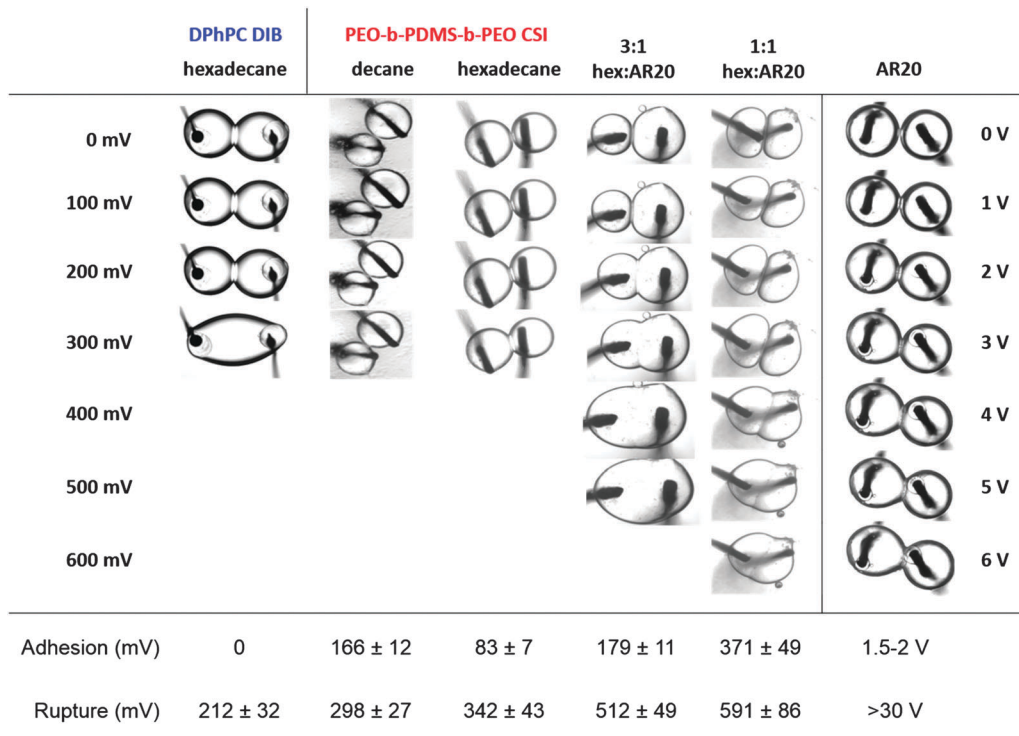 DPhPC DIB PEO-b-PDMS-b-PEO CSI
hexadecane decane hexadecane 3:1 hex:AR20 1:1 hex:AR20 AR20
0 mV 0 V
100 mV 1 V
200 mV 2 V
300 mV 3 V
400 mV 4 V
500 mV 5 V
600 mV 6 V
Adhesion (mV) 0 166 ± 12 83 ± 7 179 ± 11 371 ± 49 1.5-2 V
Rupture (mV) 212 ± 32 298 ± 27 342 ± 43 512 ± 49 591 ± 86 >30 V